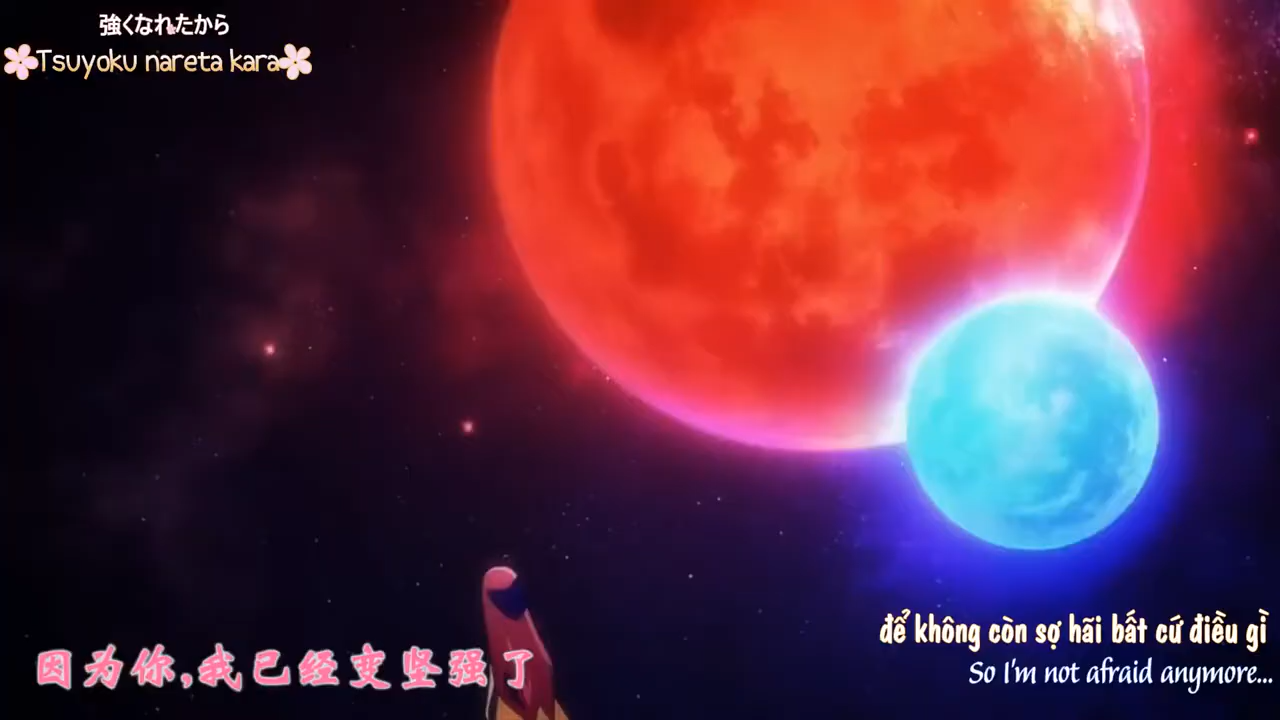 強くなれたから
Tsuyoku nareta kara
để không còn sợ hãi bất cứ điều gì
So I'm not afraid anymore...
因为你,我已经变坚强了